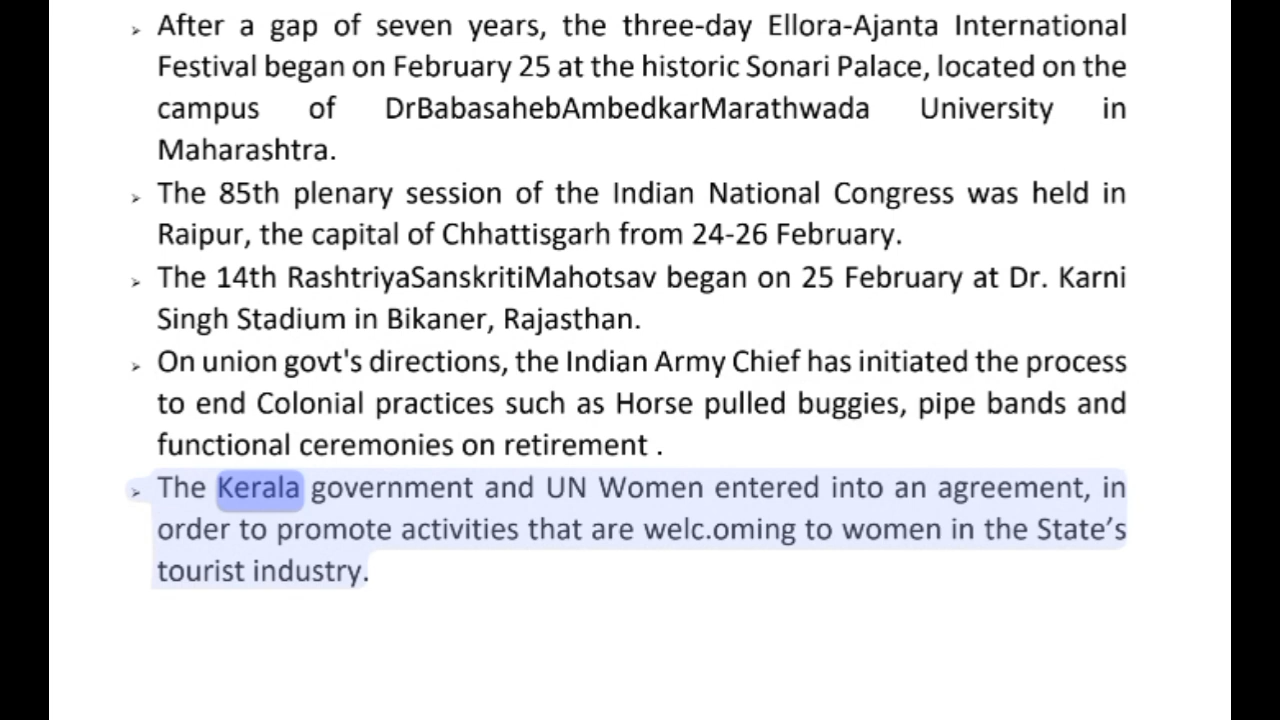 ➢ After a gap of seven years, the three-day Ellora-Ajanta International
Festival began on February 25 at the historic Sonari Palace, located on the
campus of DrBabasahebAmbedkarMarathwada University in
Maharashtra.
➢ The 85th plenary session of the Indian National Congress was held in
Raipur, the capital of Chhattisgarh from 24-26 February.
➢ The 14th RashtriyaSanskritiMahotsav began on 25 February at Dr. Karni
Singh Stadium in Bikaner, Rajasthan.
➢ On union govt's directions, the Indian Army Chief has initiated the process
to end Colonial practices such as Horse pulled buggies, pipe bands and
functional ceremonies on retirement .
➢ The Kerala government and UN Women entered into an agreement, in
order to promote activities that are welc.oming to women in the State’s
tourist industry.